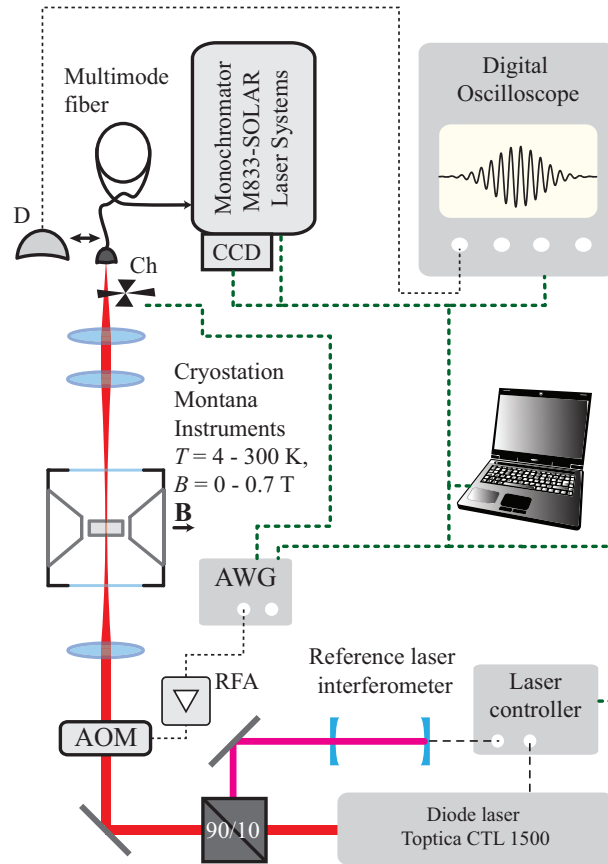 Multimode
fiber
Monochromator
M833-SOLAR
Laser Systems
CCD
Digital
Oscilloscope
D
Ch
Cryostation
Montana
Instruments
T = 4 - 300 K,
B = 0 - 0.7 T
B
AWG
RFA
Reference laser
interferometer
Laser
controller
AOM
90/10
Diode laser
Toptica CTL 1500